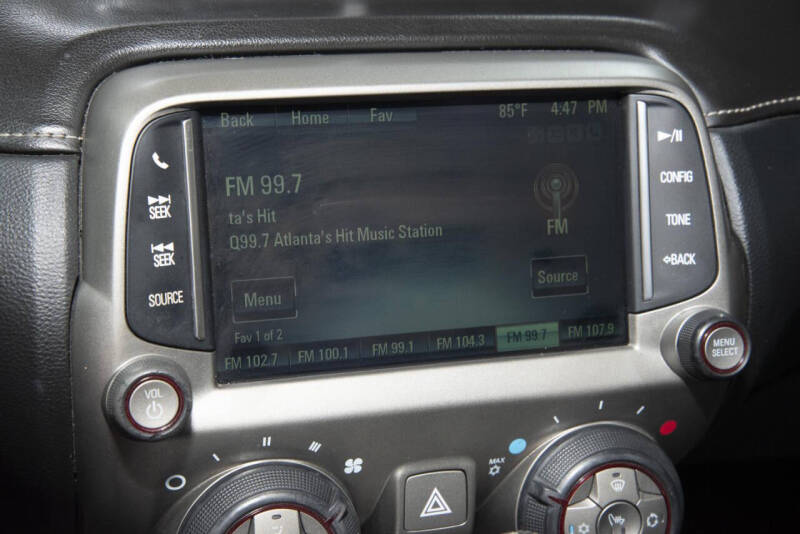 Back Home Fav 85°F 4:47 PM
FM 99.7
ta's Hit
Q99.7 Atlanta's Hit Music Station
FM
Menu
Source
Fav 1 of 2
FM 102.7 FM 100.1 FM 99.1 FM 104.3 FM 99.7 FM 107.9
SEEK
SEEK
SOURCE
CONFIG
TONE
BACK
VOL
MENU
SELECT
MAX